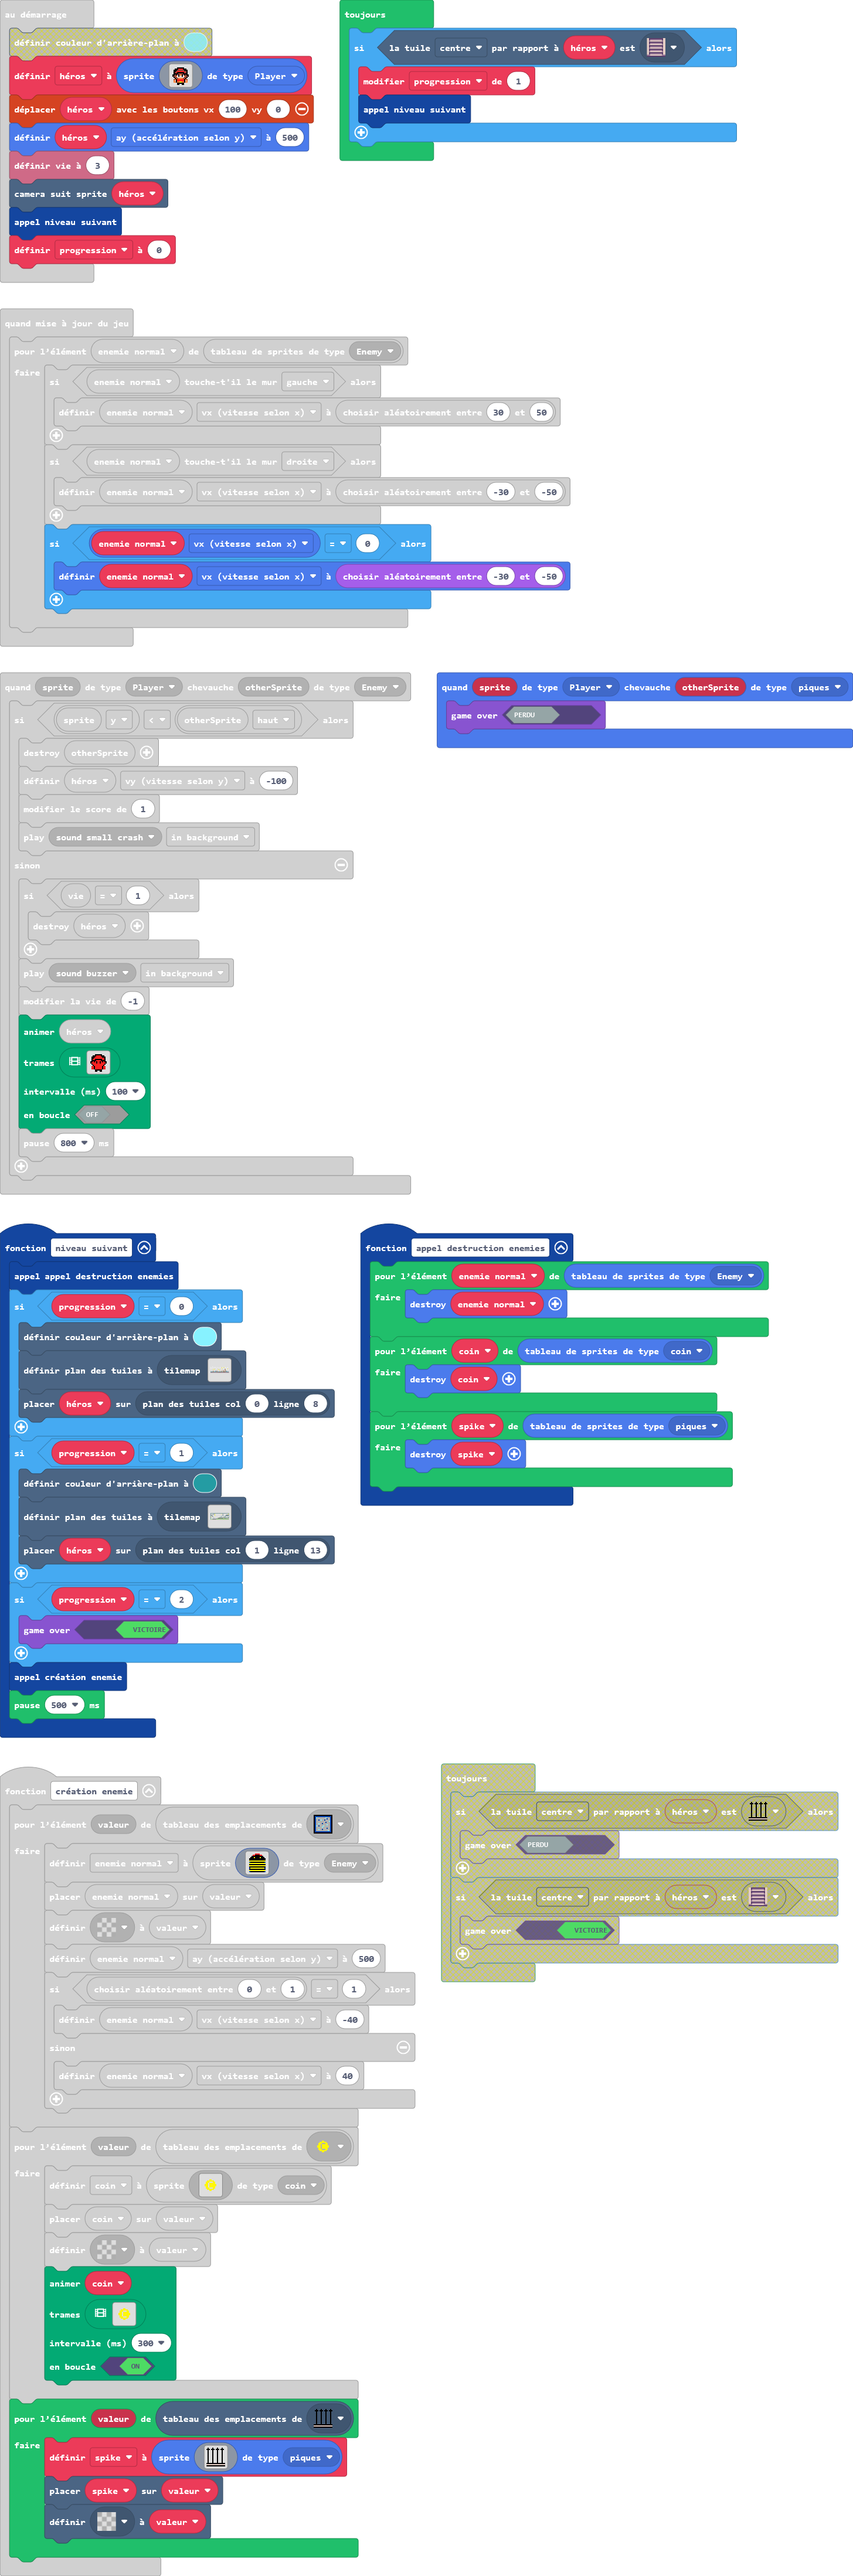 au démarrage
définir couleur d'arrière-plan à
définir héros à sprite de type Player
déplacer héros avec les boutons vx 100 vy 0
définir héros ay (accélération selon y) à 500
définir vie à 3
camera suit sprite héros
appel niveau suivant
définir progression à 0
toujours
si la tuile centre par rapport à héros est alors
modifier progression de 1
appel niveau suivant
quand mise à jour du jeu
pour l'élément enemie normal de tableau de sprites de type Enemy
faire si enemie normal touche-t'il le mur gauche alors
définir enemie normal vx (vitesse selon x) à choisir aléatoirement entre 30 et 50
si enemie normal touche-t'il le mur droite alors
définir enemie normal vx (vitesse selon x) à choisir aléatoirement entre -30 et -50
si enemie normal vx (vitesse selon x) = 0 alors
définir enemie normal vx (vitesse selon x) à choisir aléatoirement entre -30 et -50
quand sprite de type Player chevauche otherSprite de type Enemy
si sprite y < otherSprite haut alors
destroy otherSprite
définir héros vy (vitesse selon y) à -100
modifier le score de 1
play sound small crash in background
sinon
si vie = 1 alors
destroy héros
play sound buzzer in background
modifier la vie de -1
animer héros
trames
intervalle (ms) 100
en boucle OFF
pause 800 ms
quand sprite de type Player chevauche otherSprite de type piques
game over PERDU
fonction niveau suivant
appel appel destruction enemies
si progression = 0 alors
définir couleur d'arrière-plan à
définir plan des tuiles à tilemap
placer héros sur plan des tuiles col 0 ligne 8
si progression = 1 alors
définir couleur d'arrière-plan à
définir plan des tuiles à tilemap
placer héros sur plan des tuiles col 1 ligne 13
si progression = 2 alors
game over VICTOIRE
appel création enemie
pause 500 ms
fonction appel destruction enemies
pour l'élément enemie normal de tableau de sprites de type Enemy
faire destroy enemie normal
pour l'élément coin de tableau de sprites de type coin
faire destroy coin
pour l'élément spike de tableau de sprites de type piques
faire destroy spike
fonction création enemie
pour l'élément valeur de tableau des emplacements de
faire
définir enemie normal à sprite de type Enemy
placer enemie normal sur valeur
définir à valeur
définir enemie normal ay (accélération selon y) à 500
si choisir aléatoirement entre 0 et 1 = 1 alors
définir enemie normal vx (vitesse selon x) à -40
sinon
définir enemie normal vx (vitesse selon x) à 40
pour l'élément valeur de tableau des emplacements de
faire
définir coin à sprite de type coin
placer coin sur valeur
définir à valeur
animer coin
trames
intervalle (ms) 300
en boucle ON
pour l'élément valeur de tableau des emplacements de
faire
définir spike à sprite de type piques
placer spike sur valeur
définir à valeur
toujours
si la tuile centre par rapport à héros est alors
game over PERDU
si la tuile centre par rapport à héros est alors
game over VICTOIRE